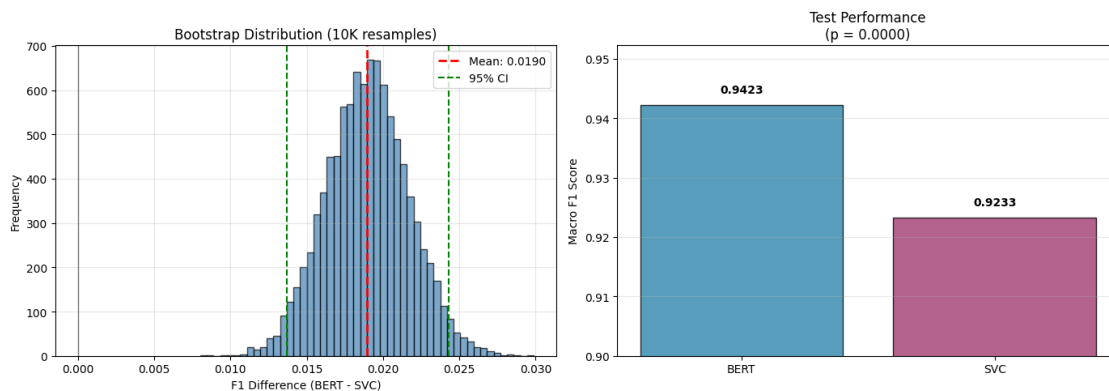 Bootstrap Distribution (10K resamples)
Mean: 0.0190
95% CI
700
600
500
400
300
200
100
0
Frequency
0.000 0.005 0.010 0.015 0.020 0.025 0.030
F1 Difference (BERT - SVC)
Test Performance
(p = 0.0000)
0.95
0.94
0.93
0.92
0.91
0.90
Macro F1 Score
0.9423
0.9233
BERT SVC